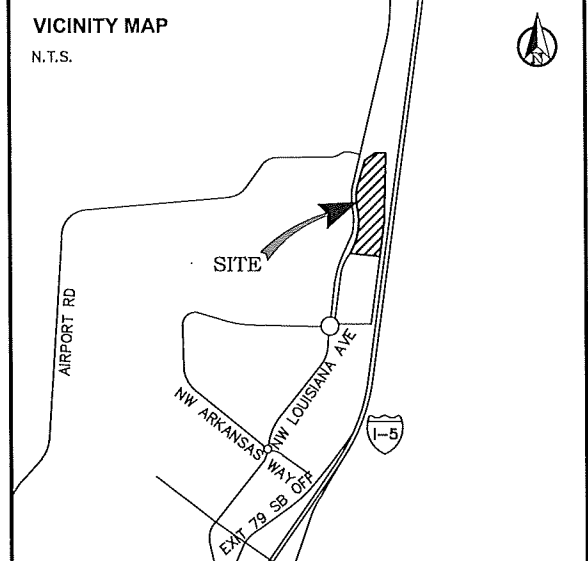 VICINITY MAP
N.T.S.
N
SITE
AIRPORT RD
NW LOUISIANA AVE
NW ARKANSAS WAY
I-5
EXIT 79 SB OFF